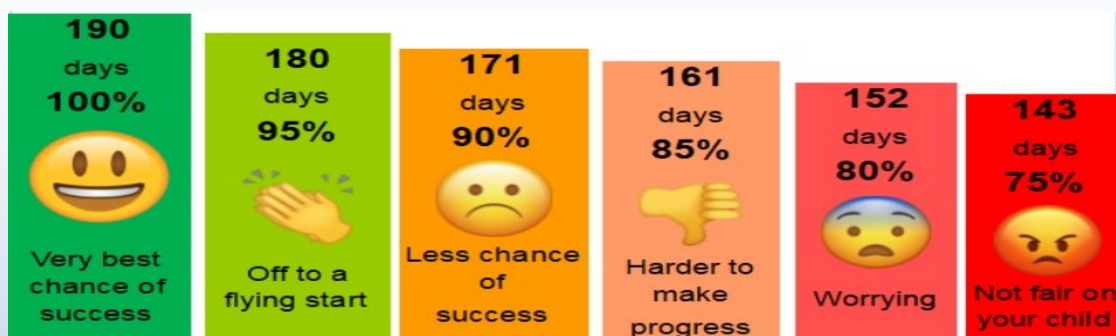 190
days
100%
Very best
chance of
success
180
days
95%
Off to a
flying start
171
days
90%
Less chance
of
success
161
days
85%
Harder to
make
progress
152
days
80%
Worrying
143
days
75%
Not fair on
your child